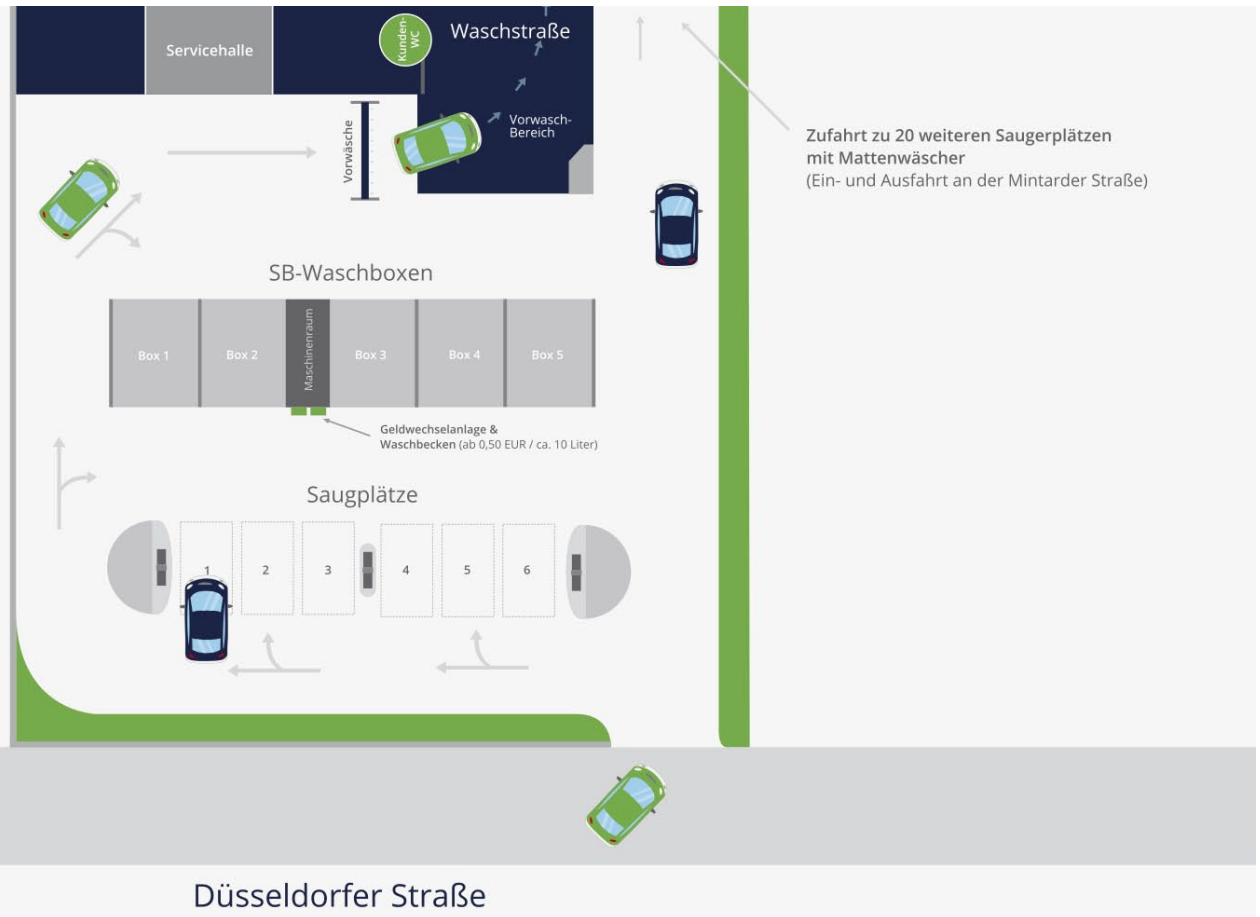 Servicehalle
Kunden-
WC
Waschstraße
Vorwäsche
Vorwasch-
Bereich
Zufahrt zu 20 weiteren Saugerplätzen
mit Mattenwäscher
(Ein- und Ausfahrt an der Mintarder Straße)
SB-Waschboxen
Box 1
Box 2
Maschinenraum
Box 3
Box 4
Box 5
Geldwechselanlage &
Waschbecken (ab 0,50 EUR / ca. 10 Liter)
Saugplätze
1
2
3
4
5
6
Düsseldorfer Straße